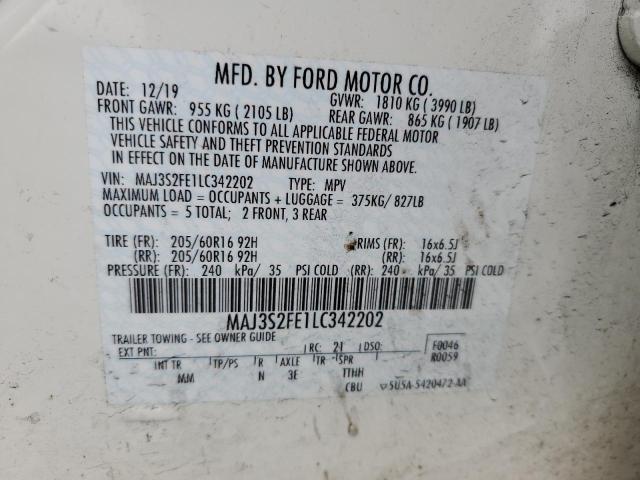 MFD. BY FORD MOTOR CO.
DATE: 12/19 GVWR: 1810 KG ( 3990 LB)
FRONT GAWR: 955 KG ( 2105 LB) REAR GAWR: 865 KG ( 1907 LB)
THIS VEHICLE CONFORMS TO ALL APPLICABLE FEDERAL MOTOR
VEHICLE SAFETY AND THEFT PREVENTION STANDARDS
IN EFFECT ON THE DATE OF MANUFACTURE SHOWN ABOVE.
VIN: MAJ3S2FE1LC342202 TYPE: MPV
MAXIMUM LOAD = OCCUPANTS + LUGGAGE = 375KG/ 827LB
OCCUPANTS = 5 TOTAL; 2 FRONT, 3 REAR
TIRE (FR): 205/60R16 92H RIMS (FR): 16x6.5J
(RR): 205/60R16 92H (RR): 16x6.5J
PRESSURE (FR): 240 kPa/ 35 PSI COLD (RR): 240 kPa/ 35 PSI COLD
MAJ3S2FE1LC342202
TRAILER TOWING - SEE OWNER GUIDE
EXT PNT: RC: 21 DSO: F0046
R0059
INT TR TP/PS R AXLE TR SPR
MM N 3E TTHH
CBU 5U5A-5420472-AA